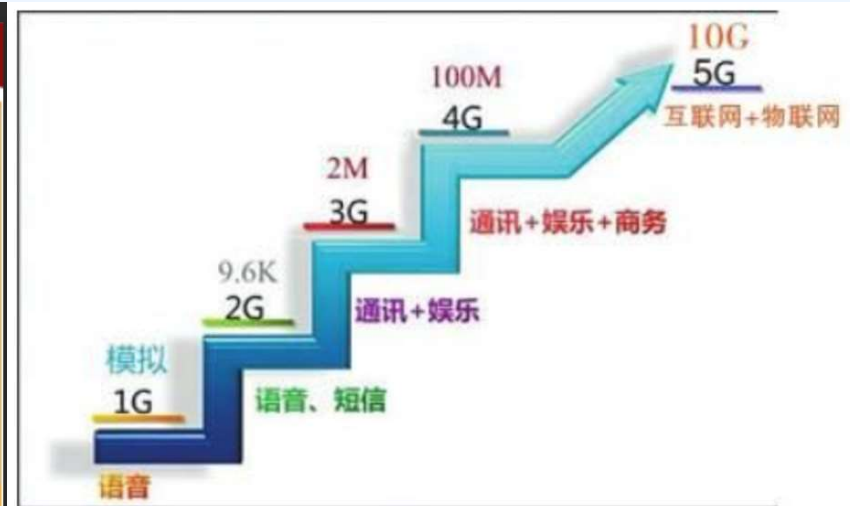 10G
5G
互联网+物联网
100M
4G
通讯+娱乐+商务
2M
3G
通讯+娱乐
9.6K
2G
语音、短信
模拟
1G
语音